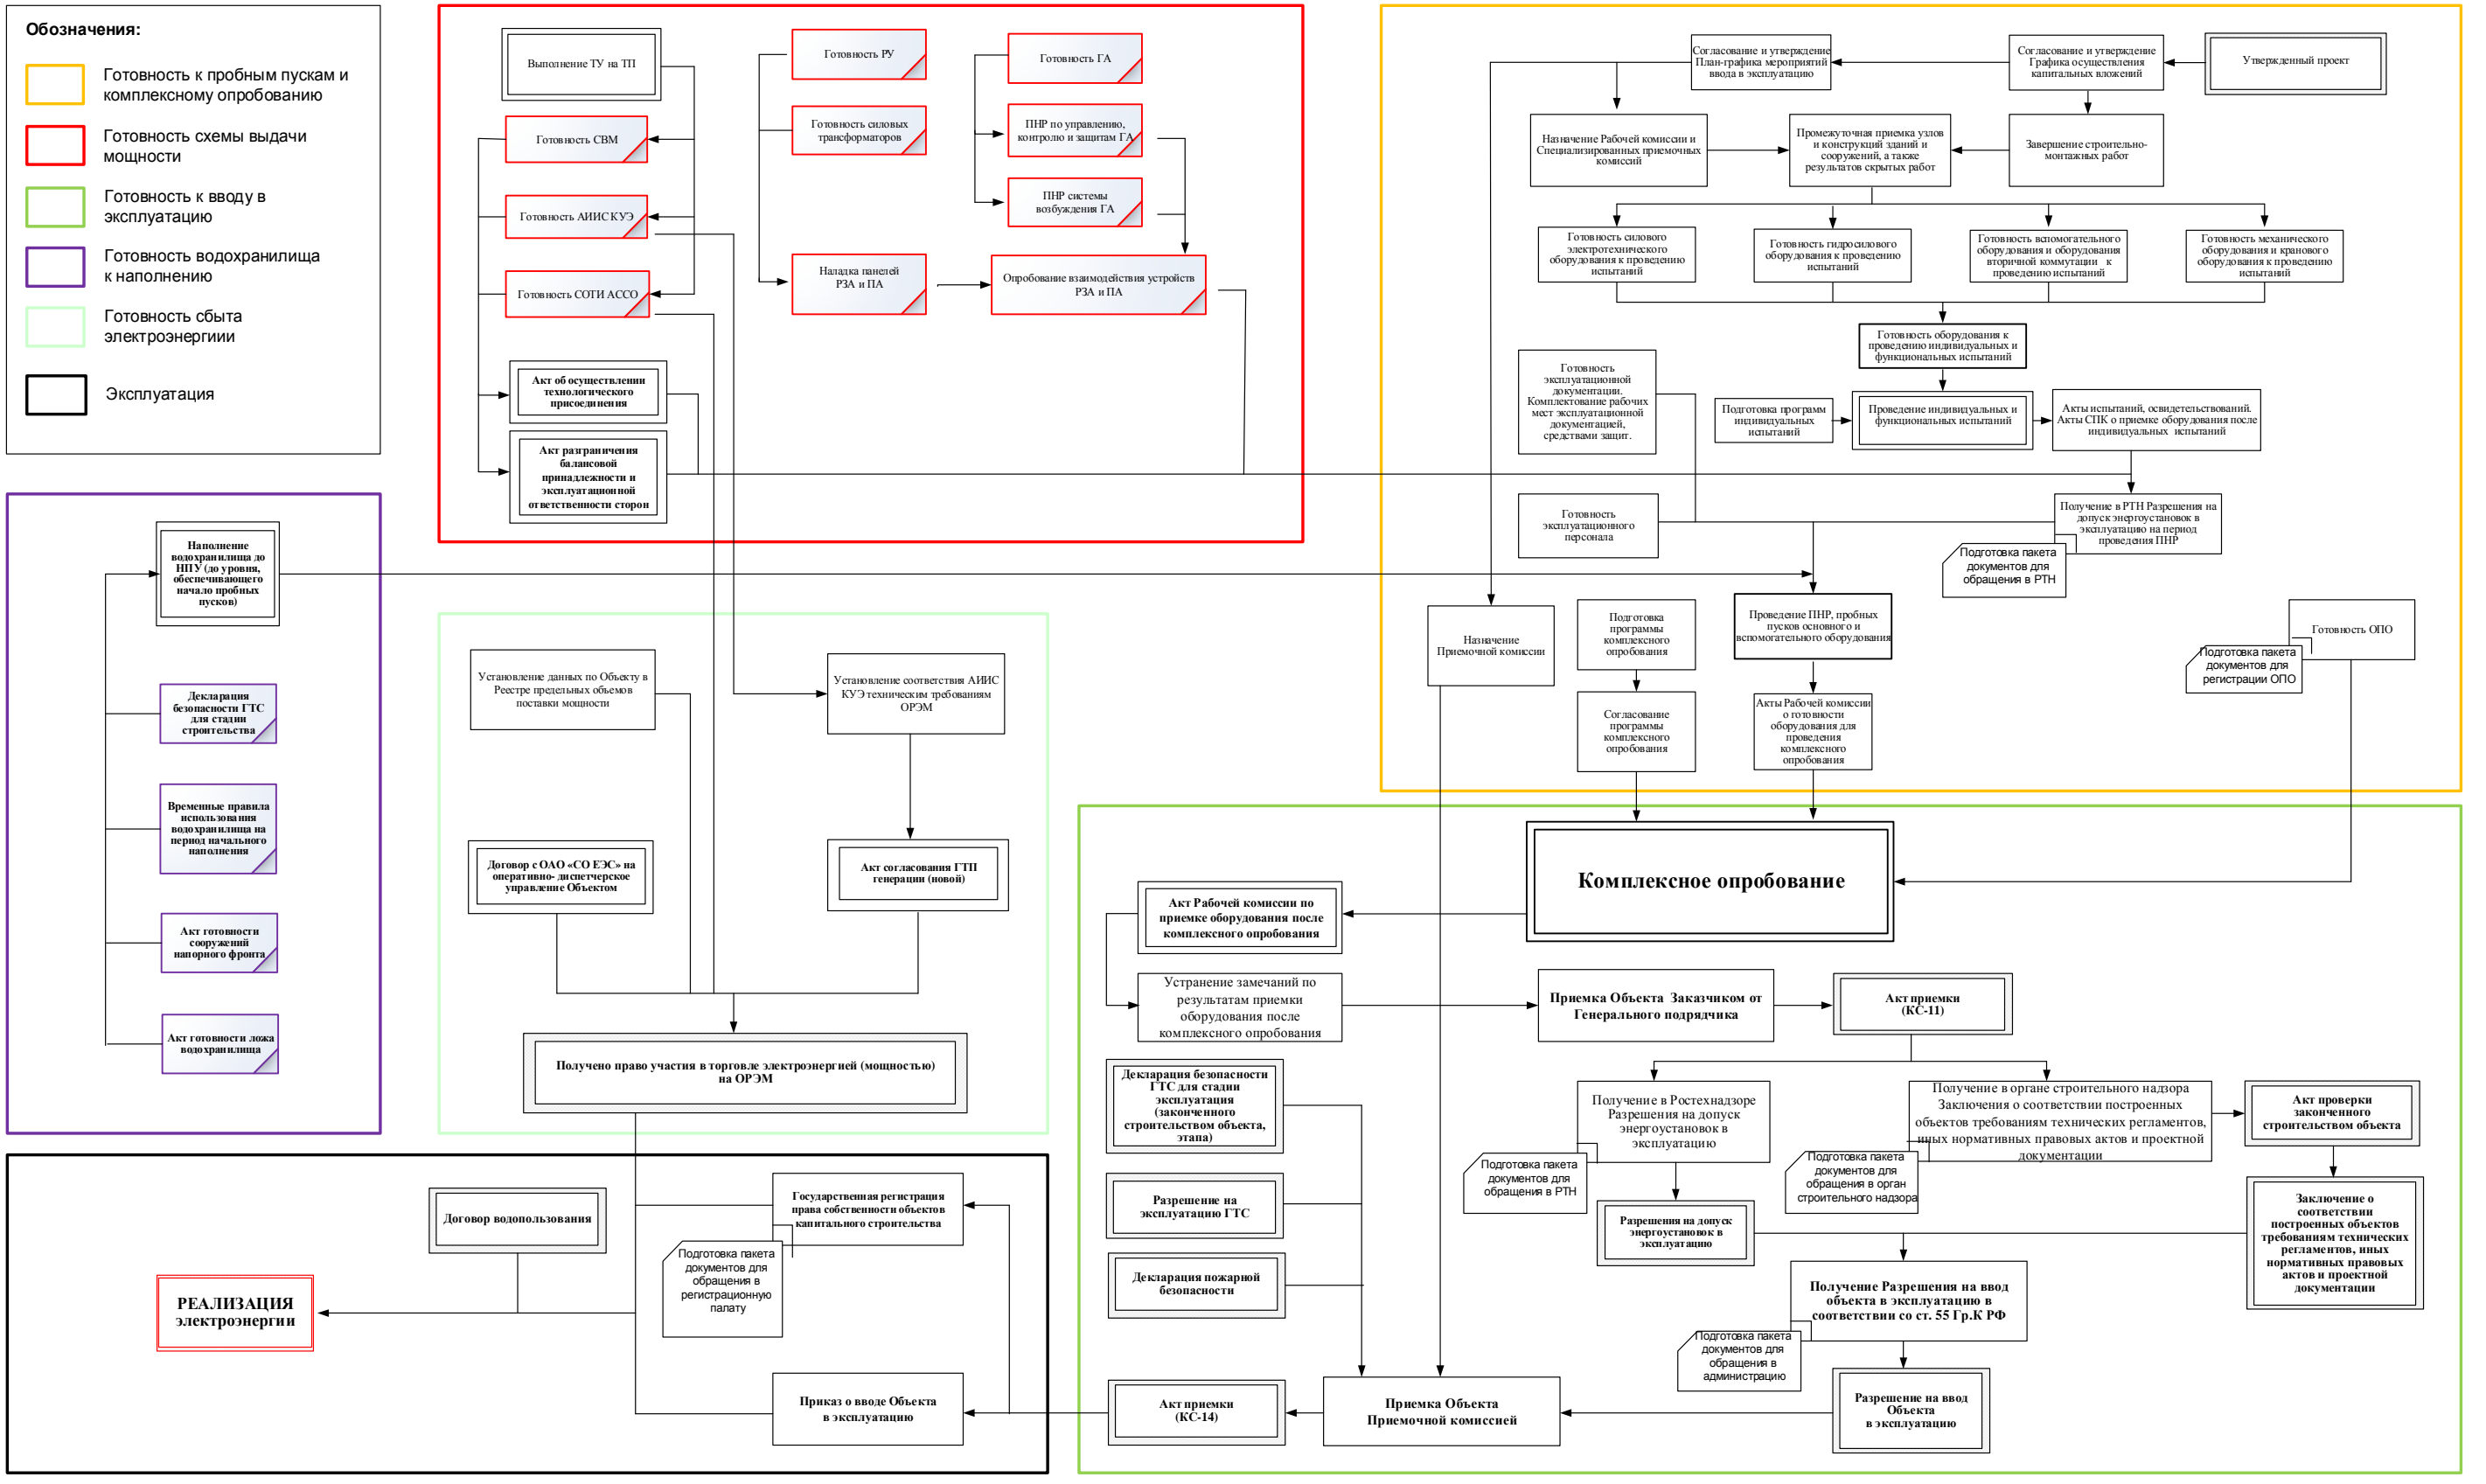 Обозначения:
Готовность к пробным пускам и
комплексному опробованию
Готовность схемы выдачи
мощности
Готовность к вводу в
эксплуатацию
Готовность водохранилища
к наполнению
Готовность сбыта
электроэнергиии
Эксплуатация
Выполнение ТУ на ТП
Готовность СВМ
Готовность АИИС КУЭ
Готовность СОТИ АССО
Акт об осуществлении
технологического
присоединения
Акт разграничения
балансовой
принадлежности и
эксплуатационной
ответственности сторон
Готовность РУ
Готовность силовых
трансформаторов
Наладка панелей
РЗА и ПА
Готовность ГА
ПНР по управлению,
контролю и защитам ГА
ПНР системы
возбуждения ГА
Опробование взаимодействия устройств
РЗА и ПА
Согласование и утверждение
План-графика мероприятий
ввода в эксплуатацию
Согласование и утверждение
Графика осуществления
капитальных вложений
Утвержденный проект
Назначение Рабочей комиссии и
Специализированных приемочных
комиссий
Промежуточная приемка узлов
и конструкций зданий и
сооружений, а также
результатов скрытых работ
Завершение строительно-
монтажных работ
Готовность силового
электротехнического
оборудования к проведению
испытаний
Готовность гидросилового
оборудования к проведению
испытаний
Готовность вспомогательного
оборудования и оборудования
вторичной коммутации к
проведению испытаний
Готовность механического
оборудования и кранового
оборудования к проведению
испытаний
Готовность оборудования к
проведению индивидуальных и
функциональных испытаний
Готовность
эксплуатационной
документации.
Комплектование рабочих
мест эксплуатационной
документацией,
средствами защит.
Подготовка программ
индивидуальных
испытаний
Проведение индивидуальных и
функциональных испытаний
Акты испытаний, освидетельствований.
Акты СПК о приемке оборудования после
индивидуальных испытаний
Готовность
эксплуатационного
персонала
Получение в РТН Разрешения на
допуск энергоустановок в
эксплуатацию на период
проведения ПНР
Подготовка пакета
документов для
обращения в РТН
Назначение
Приемочной комиссии
Подготовка
программы
комплексного
опробования
Проведение ПНР, пробных
пусков основного и
вспомогательного оборудования
Готовность ОПО
Подготовка пакета
документов для
регистрации ОПО
Согласование
программы
комплексного
опробования
Акты Рабочей комиссии
о готовности
оборудования для
проведения
комплексного
опробования
Наполнение
водохранилища до
НПУ (до уровня,
обеспечивающего
начало пробных
пусков)
Декларация
безопасности ГТС
для стадии
строительства
Временные правила
использования
водохранилища на
период начального
наполнения
Акт готовности
сооружений
напорного фронта
Акт готовности ложа
водохранилища
Установление данных по Объекту в
Реестре предельных объемов
поставки мощности
Установление соответствия АИИС
КУЭ техническим требованиям
ОРЭМ
Договор с ОАО «СО ЕЭС» на
оперативно- диспетчерское
управление Объектом
Акт согласования ГТП
генерации (новой)
Получено право участия в торговле электроэнергией (мощностью)
на ОРЭМ
Комплексное опробование
Акт Рабочей комиссии по
приемке оборудования после
комплексного опробования
Устранение замечаний по
результатам приемки
оборудования после
комплексного опробования
Приемка Объекта Заказчиком от
Генерального подрядчика
Акт приемки
(КС-11)
Декларация безопасности
ГТС для стадии
эксплуатация
(законченного
строительством объекта,
этапа)
Разрешение на
эксплуатацию ГТС
Декларация пожарной
безопасности
Получение в Ростехнадзоре
Разрешения на допуск
энергоустановок в
эксплуатацию
Подготовка пакета
документов для
обращения в РТН
Получение в органе строительного надзора
Заключения о соответствии построенных
объектов требованиям технических регламентов,
иных нормативных правовых актов и проектной
документации
Подготовка пакета
документов для
обращения в орган
строительного надзора
Акт проверки
законченного
строительством объекта
Разрешения на допуск
энергоустановок в
эксплуатацию
Заключение о
соответствии
построенных объектов
требованиям технических
регламентов, иных
нормативных правовых
актов и проектной
документации
Получение Разрешения на ввод
объекта в эксплуатацию в
соответствии со ст. 55 Гр.К РФ
Подготовка пакета
документов для
обращения в
администрацию
Разрешение на ввод
Объекта
в эксплуатацию
Приемка Объекта
Приемочной комиссией
Акт приемки
(КС-14)
Договор водопользования
Государственная регистрация
права собственности объектов
капитального строительства
Подготовка пакета
документов для
обращения в
регистрационную
палату
РЕАЛИЗАЦИЯ
электроэнергии
Приказ о вводе Объекта
в эксплуатацию